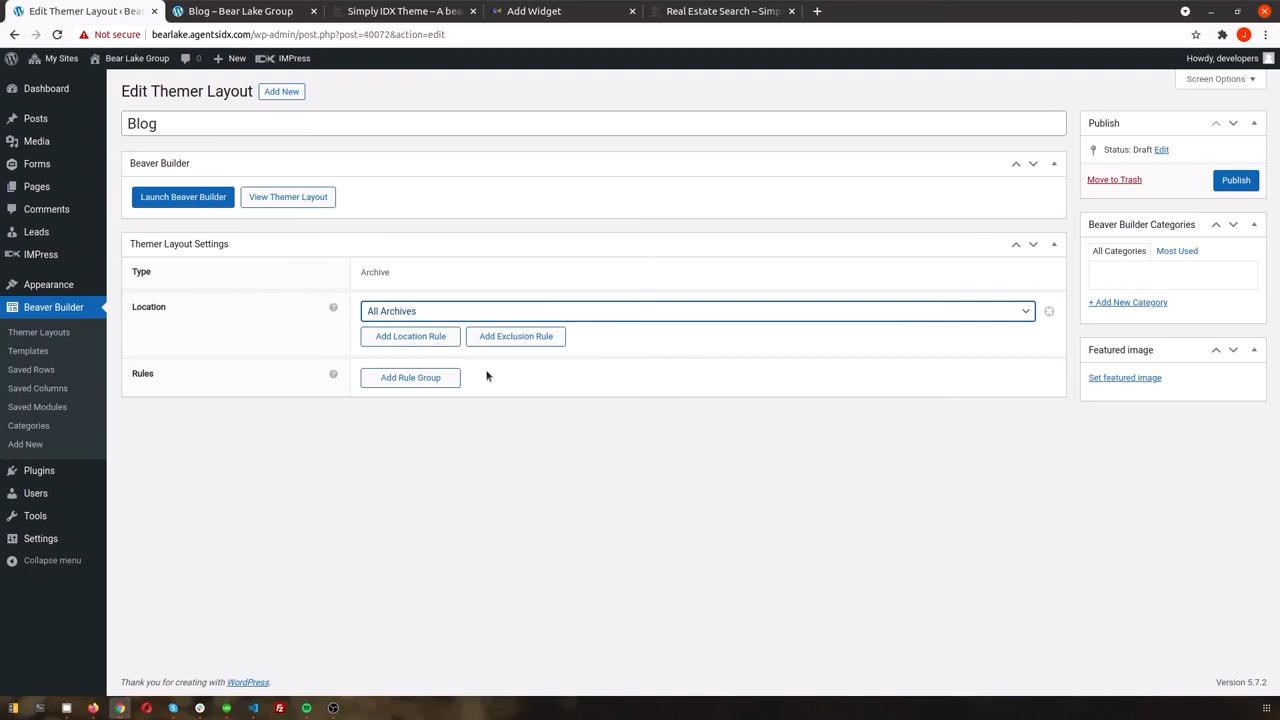 Edit Themer Layout ‹ Bea
Blog – Bear Lake Group
Simply IDX Theme – A bea
Add Widget
Real Estate Search – Simp
Not secure
bearlake.agentsidx.com/wp-admin/post.php?post=40072&action=edit
J
My Sites
Bear Lake Group
0
New
IMPress
Howdy, developers
Dashboard
Posts
Media
Forms
Pages
Comments
Leads
IMPress
Appearance
Beaver Builder
Themer Layouts
Templates
Saved Rows
Saved Columns
Saved Modules
Categories
Add New
Plugins
Users
Tools
Settings
Collapse menu
Screen Options
Edit Themer Layout
Add New
Blog
Beaver Builder
Launch Beaver Builder
View Themer Layout
Themer Layout Settings
Type
Archive
Location
All Archives
Add Location Rule
Add Exclusion Rule
Rules
Add Rule Group
Publish
Status: Draft Edit
Move to Trash
Publish
Beaver Builder Categories
All Categories
Most Used
+ Add New Category
Featured image
Set featured image
Thank you for creating with WordPress.
Version 5.7.2